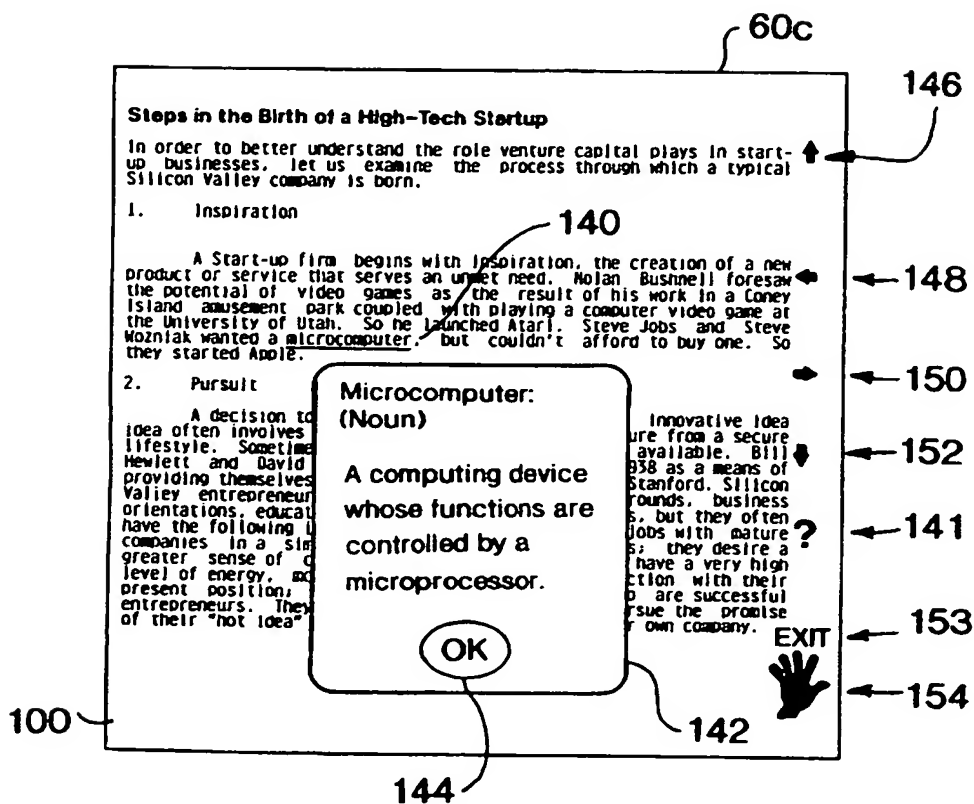 60c
146
Steps in the Birth of a High-Tech Startup
In order to better understand the role venture capital plays in start-
up businesses, let us examine the process through which a typical
Silicon Valley company is born.
1. Inspiration
140
A Start-up firm begins with inspiration, the creation of a new
product or service that serves an unmet need. Nolan Bushnell foresaw
148
the potential of video games as the result of his work in a Coney
Island amusement park coupled with playing a computer video game at
the University of Utah. So he launched Atari. Steve Jobs and Steve
Wozniak wanted a microcomputer, but couldn't afford to buy one. So
they started Apple.
150
2. Pursuit
A decision to
idea often involves
lifestyle. Sometime
Hewlett and David
providing themselves
Valley entrepreneur
orientations, educat
have the following
companies in a sim
greater sense of
level of energy,
present position;
entrepreneurs. They
of their "hot idea"
Microcomputer:
(Noun)
A computing device
whose functions are
controlled by a
microprocessor.
OK
innovative idea
ure from a secure
available. Bill
938 as a means of
Stanford. Silicon
rounds, business
s, but they often
jobs with mature
s; they desire a
have a very high
ction with their
are successful
rsue the promise
r own company.
152
?
141
EXIT
153
154
100
142
144